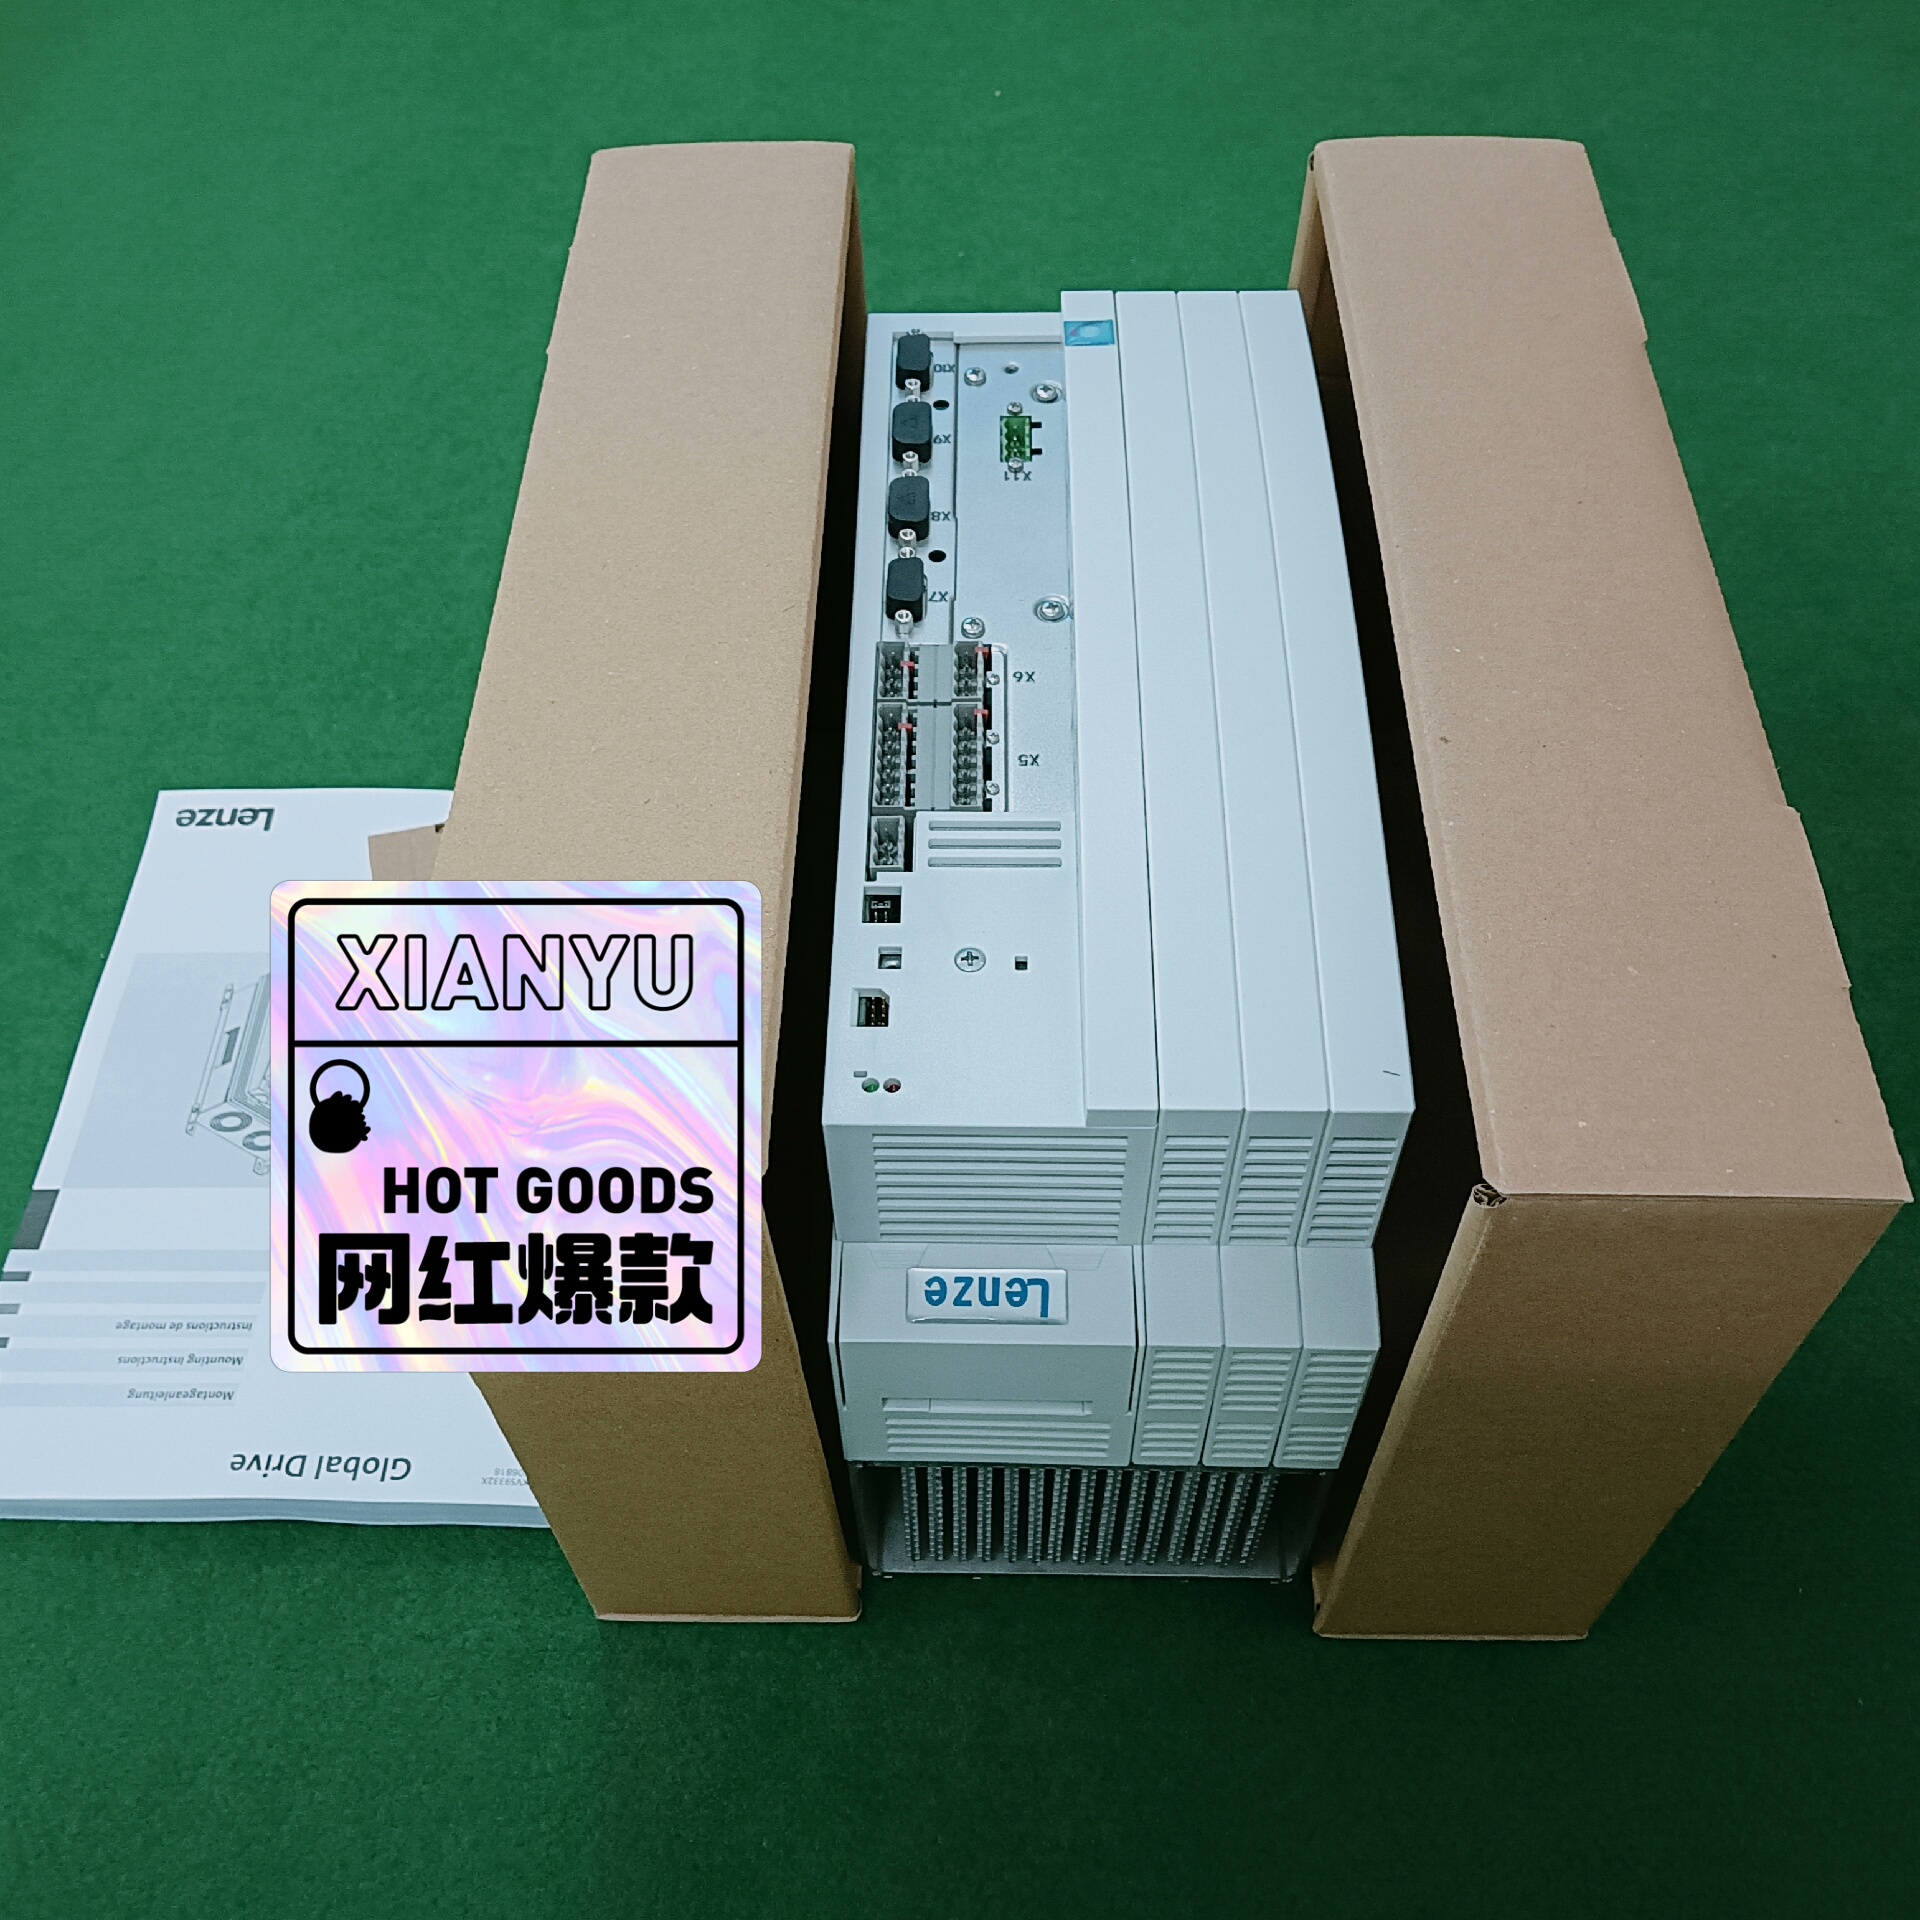 X10
X9
X11
X8
X7
X6
X5
Lenze
XIANYU
HOT GOODS
网红爆款
Lenze
Instructions de montage
Mounting Instructions
Montageanleitung
Global Drive